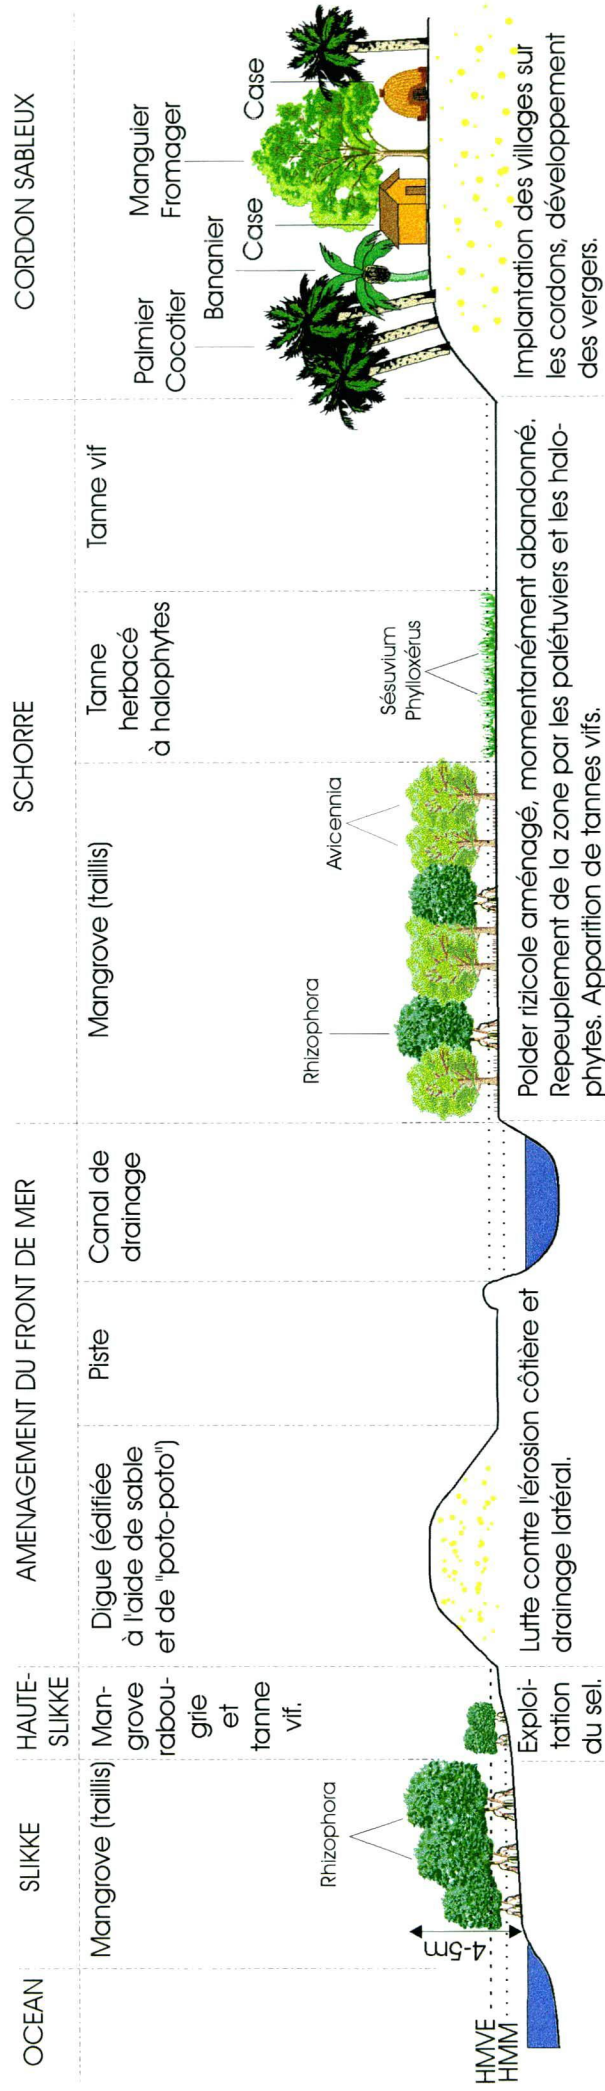 OCEAN
SLIKKE
HAUTE-
SLIKKE
AMENAGEMENT DU FRONT DE MER
SCHORRE
CORDON SABLEUX
Mangrove (taillis)
Man-
grove
rabou-
grie
et
tanne
vif.
Digue (édifiée
à l'aide de sable
et de "poto-poto")
Piste
Canal de
drainage
Mangrove (taillis)
Tanne
herbacé
à halophytes
Tanne vif
Palmier
Cocotier
Bananier
Case
Manguier
Fromager
Case
Rhizophora
Rhizophora
Avicennia
Sésuvium
Phylloxérus
4-5m
HMVE
HMM
Exploi-
tation
du sel.
Lutte contre l'érosion côtière et
drainage latéral.
Polder rizicole aménagé, momentanément abandonné.
Repeuplement de la zone par les palétuviers et les halo-
phytes. Apparition de tannes vifs.
Implantation des villages sur
les cordons, développement
des vergers.